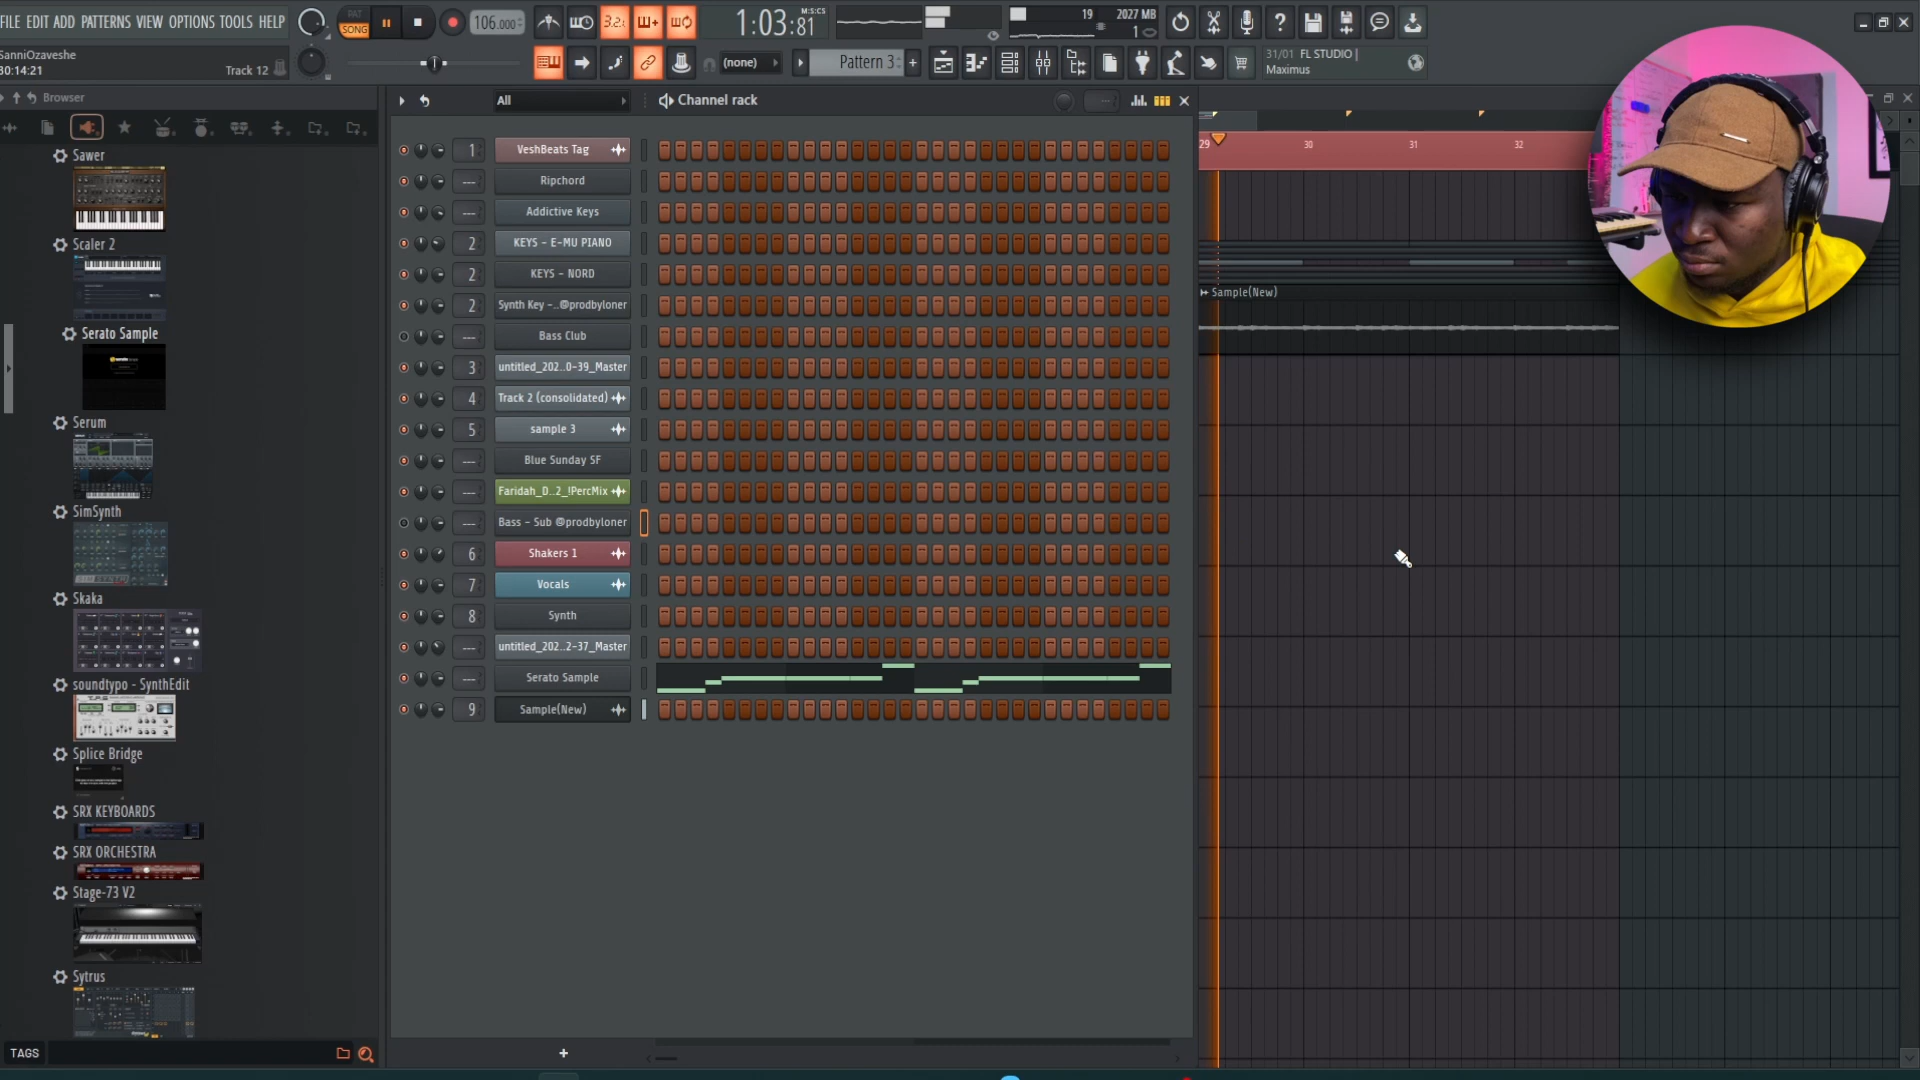 FILE EDIT ADD PATTERNS VIEW OPTIONS TOOLS HELP
PAT
SONG
106.000
3.2:
1:03:81
M:S:CS
19
2027 MB
1
SanniOzaveshe
30:14:21
Track 12
(none)
Pattern 3
31/01 FL STUDIO |
Maximus
Browser
All
Channel rack
Sawer
Scaler 2
Serato Sample
Serum
SimSynth
Skaka
soundtypo - SynthEdit
Splice Bridge
SRX KEYBOARDS
SRX ORCHESTRA
Stage-73 V2
Sytrus
TAGS
1 VeshBeats Tag
--- Ripchord
--- Addictive Keys
2 KEYS - E-MU PIANO
2 KEYS - NORD
2 Synth Key -..@prodbyloner
--- Bass Club
3 untitled_202..0-39_Master
4 Track 2 (consolidated)
5 sample 3
--- Blue Sunday SF
--- Faridah_D..2_!PercMix
--- Bass - Sub @prodbyloner
6 Shakers 1
7 Vocals
8 Synth
--- untitled_202..2-37_Master
--- Serato Sample
9 Sample(New)
+
29 30 31 32
Sample(New)